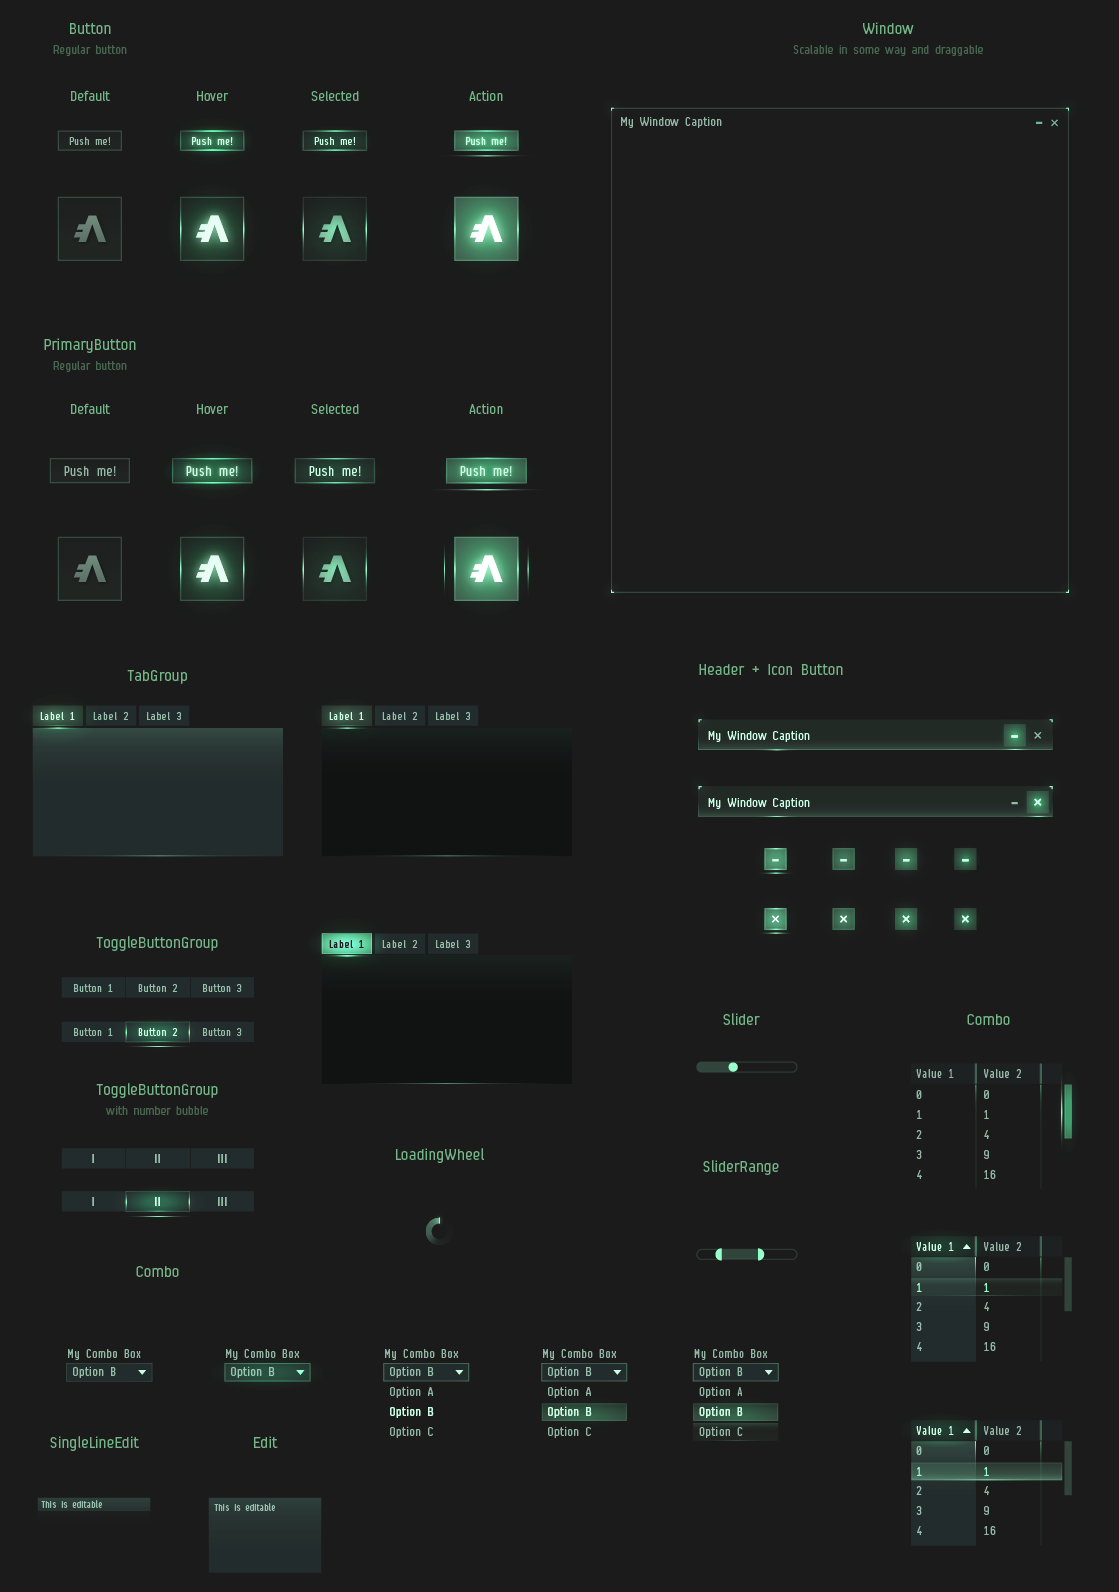 Button
Regular button
Window
Scalable in some way and draggable
Default
Hover
Selected
Action
Push me!
Push me!
Push me!
Push me!
My Window Caption
PrimaryButton
Regular button
Default
Hover
Selected
Action
Push me!
Push me!
Push me!
Push me!
TabGroup
Label 1
Label 2
Label 3
Label 1
Label 2
Label 3
Header + Icon Button
My Window Caption
My Window Caption
ToggleButtonGroup
Button 1
Button 2
Button 3
Button 1
Button 2
Button 3
Label 1
Label 2
Label 3
ToggleButtonGroup
with number bubble
I
II
III
I
II
III
LoadingWheel
Slider
SliderRange
Combo
Value 1
Value 2
0
0
1
1
2
4
3
9
4
16
Value 1
Value 2
0
0
1
1
2
4
3
9
4
16
Value 1
Value 2
0
0
1
1
2
4
3
9
4
16
Combo
My Combo Box
Option B
My Combo Box
Option B
My Combo Box
Option B
Option A
Option B
Option C
My Combo Box
Option B
Option A
Option B
Option C
My Combo Box
Option B
Option A
Option B
Option C
SingleLineEdit
This is editable
Edit
This is editable